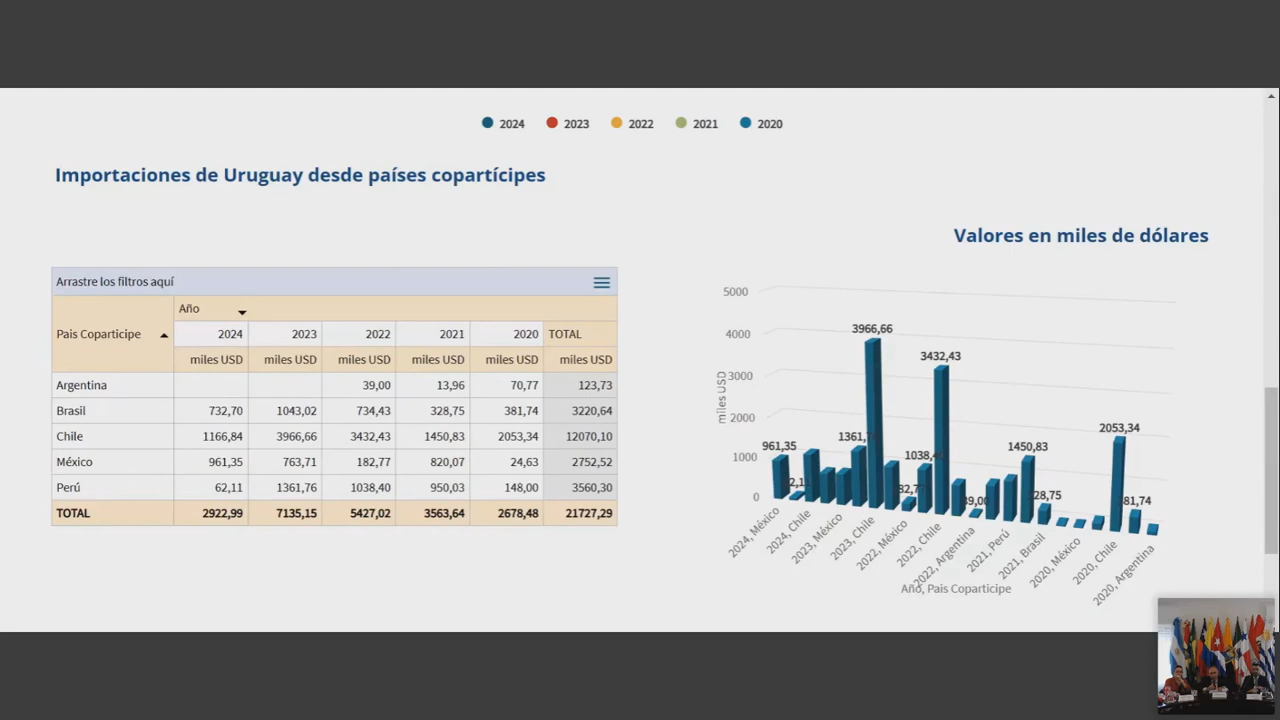 2024 2023 2022 2021 2020
Importaciones de Uruguay desde países copartícipes
Valores en miles de dólares
Arrastre los filtros aquí
Año
Pais Coparticipe 2024 2023 2022 2021 2020 TOTAL
miles USD miles USD miles USD miles USD miles USD miles USD
Argentina 39,00 13,96 70,77 123,73
Brasil 732,70 1043,02 734,43 328,75 381,74 3220,64
Chile 1166,84 3966,66 3432,43 1450,83 2053,34 12070,10
México 961,35 763,71 182,77 820,07 24,63 2752,52
Perú 62,11 1361,76 1038,40 950,03 148,00 3560,30
TOTAL 2922,99 7135,15 5427,02 3563,64 2678,48 21727,29
5000
4000
3000
2000
1000
0
miles USD
961,35
3966,66
3432,43
1450,83
2053,34
2024, México
2024, Chile
2023, México
2023, Chile
2022, México
2022, Chile
2022, Argentina
2021, Perú
2021, Brasil
2020, México
2020, Chile
2020, Argentina
Año, Pais Coparticipe